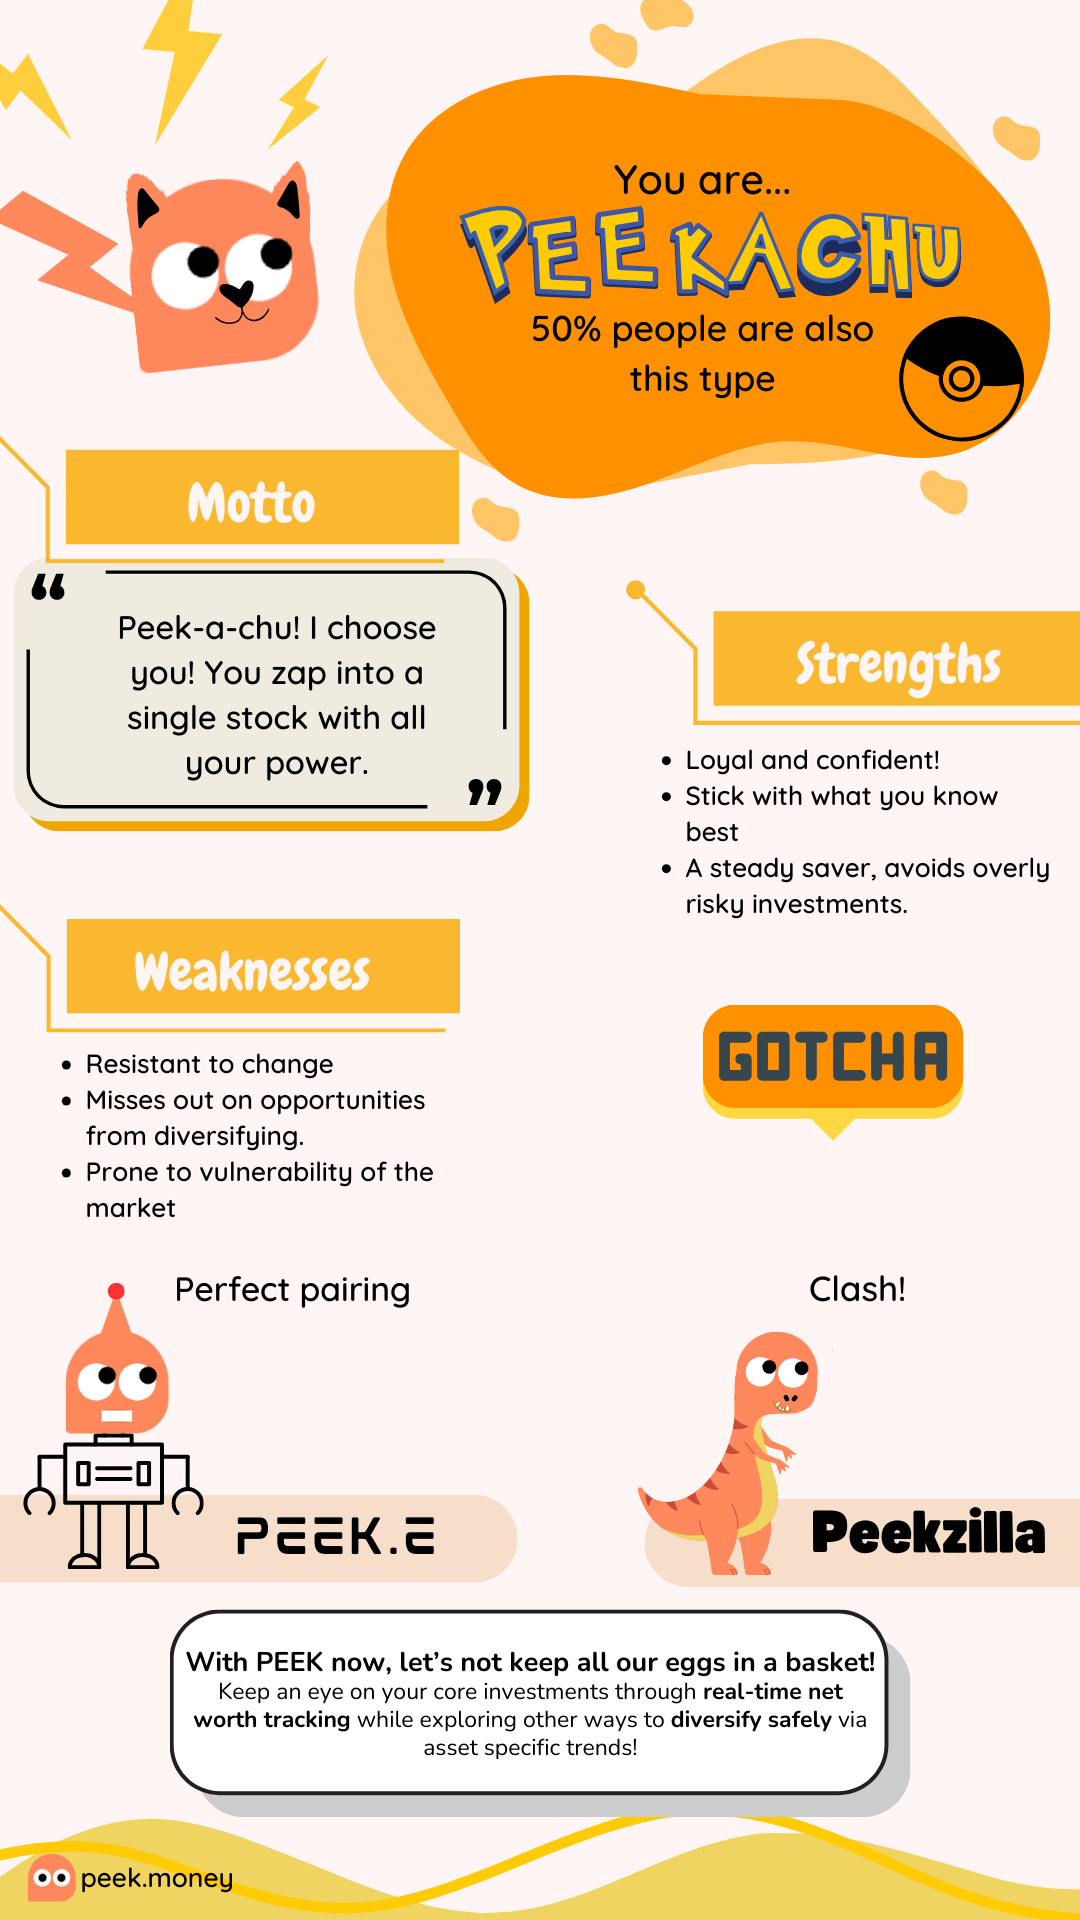 You are...
PEEKACHU
50% people are also
this type
Motto
“
Peek-a-chu! I choose
you! You zap into a
single stock with all
your power.
”
Strengths
• Loyal and confident!
• Stick with what you know
best
• A steady saver, avoids overly
risky investments.
Weaknesses
• Resistant to change
• Misses out on opportunities
from diversifying.
• Prone to vulnerability of the
market
GOTCHA
Perfect pairing
PEEK.E
Clash!
Peekzilla
With PEEK now, let’s not keep all our eggs in a basket!
Keep an eye on your core investments through real-time net
worth tracking while exploring other ways to diversify safely via
asset specific trends!
peek.money